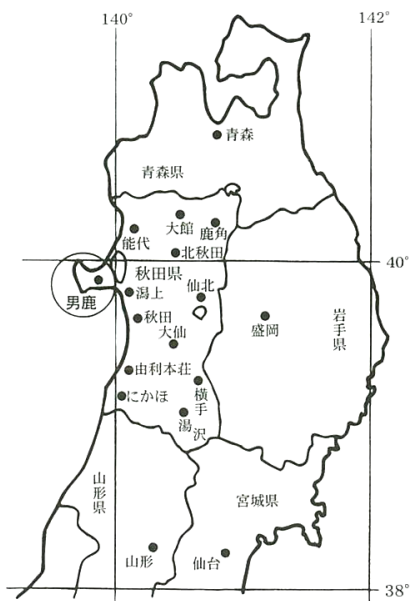 140°
142°
青森
青森県
大館
鹿角
能代
北秋田
40°
秋田県
仙北
潟上
男鹿
秋田
盛岡
岩手県
大仙
由利本荘
横手
にかほ
湯沢
山形県
宮城県
山形
仙台
38°